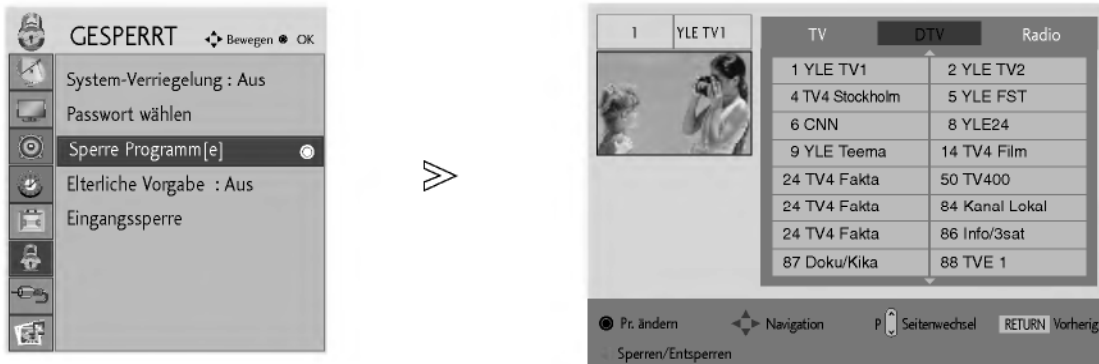 GESPERRT Bewegen OK
System-Verriegelung : Aus
Passwort wählen
Sperre Programm[e]
Elterliche Vorgabe : Aus
Eingangssperre
1 YLE TV1
TV DTV Radio
1 YLE TV1 2 YLE TV2
4 TV4 Stockholm 5 YLE FST
6 CNN 8 YLE24
9 YLE Teema 14 TV4 Film
24 TV4 Fakta 50 TV400
24 TV4 Fakta 84 Kanal Lokal
24 TV4 Fakta 86 Info/3sat
87 Doku/Kika 88 TVE 1
Pr. ändern Navigation P Seitenwechsel RETURN Vorherig
Sperren/Entsperren